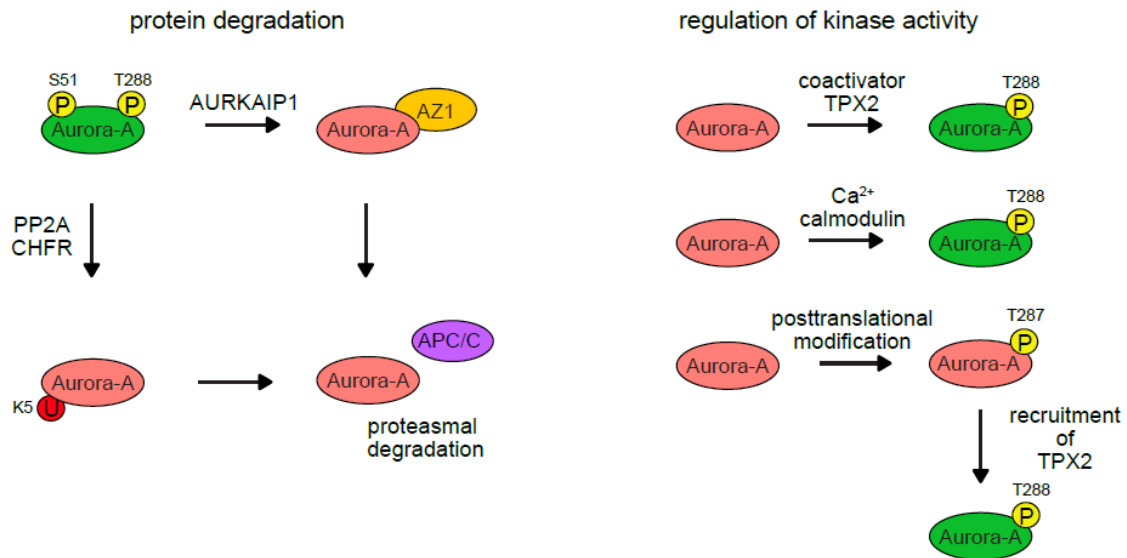 protein degradation
S51
T288
P
P
Aurora-A
AURKAIP1
Aurora-A
AZ1
PP2A
CHFR
Aurora-A
K5
U
APC/C
Aurora-A
proteasmal
degradation
regulation of kinase activity
Aurora-A
coactivator
TPX2
T288
P
Aurora-A
Aurora-A
Ca²⁺
calmodulin
T288
P
Aurora-A
Aurora-A
posttranslational
modification
T287
P
Aurora-A
recruitment
of
TPX2
T288
P
Aurora-A